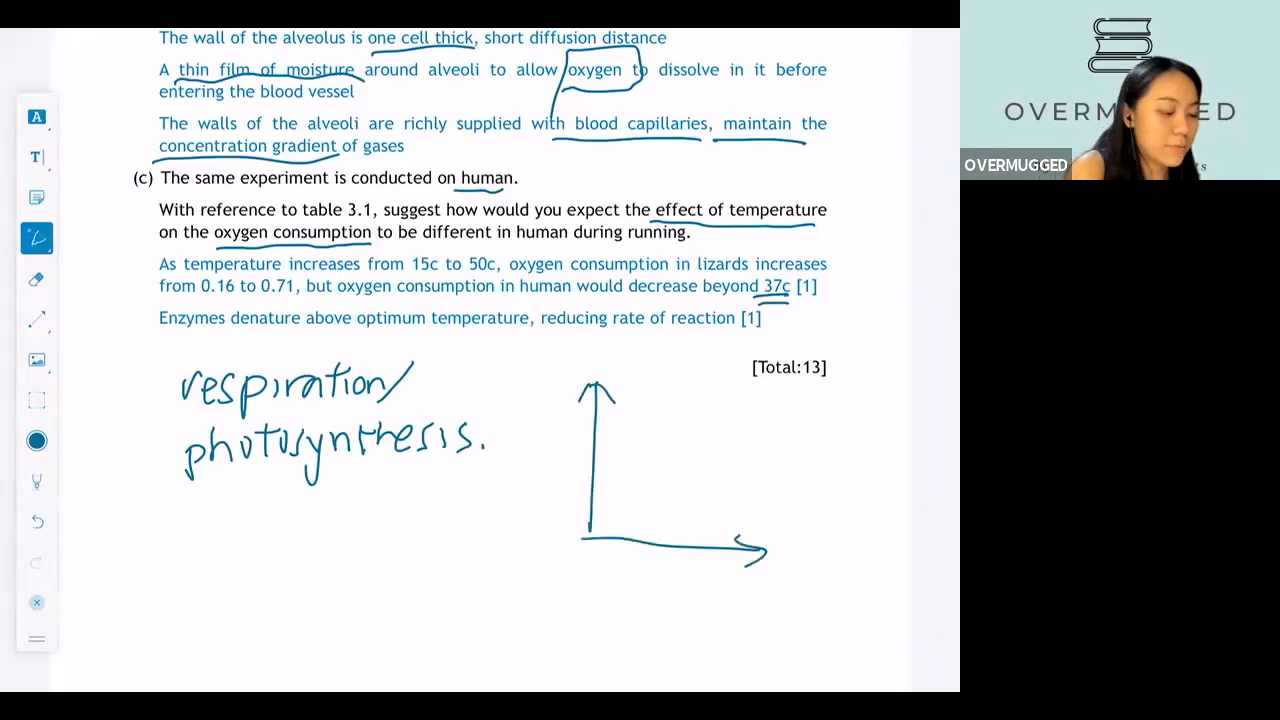 The wall of the alveolus is one cell thick, short diffusion distance
A thin film of moisture around alveoli to allow oxygen to dissolve in it before
entering the blood vessel
The walls of the alveoli are richly supplied with blood capillaries, maintain the
concentration gradient of gases
(c) The same experiment is conducted on human.
With reference to table 3.1, suggest how would you expect the effect of temperature
on the oxygen consumption to be different in human during running.
As temperature increases from 15c to 50c, oxygen consumption in lizards increases
from 0.16 to 0.71, but oxygen consumption in human would decrease beyond 37c [1]
Enzymes denature above optimum temperature, reducing rate of reaction [1]
[Total:13]
respiration/
photosynthesis.
OVERM ED
OVERMUGGED